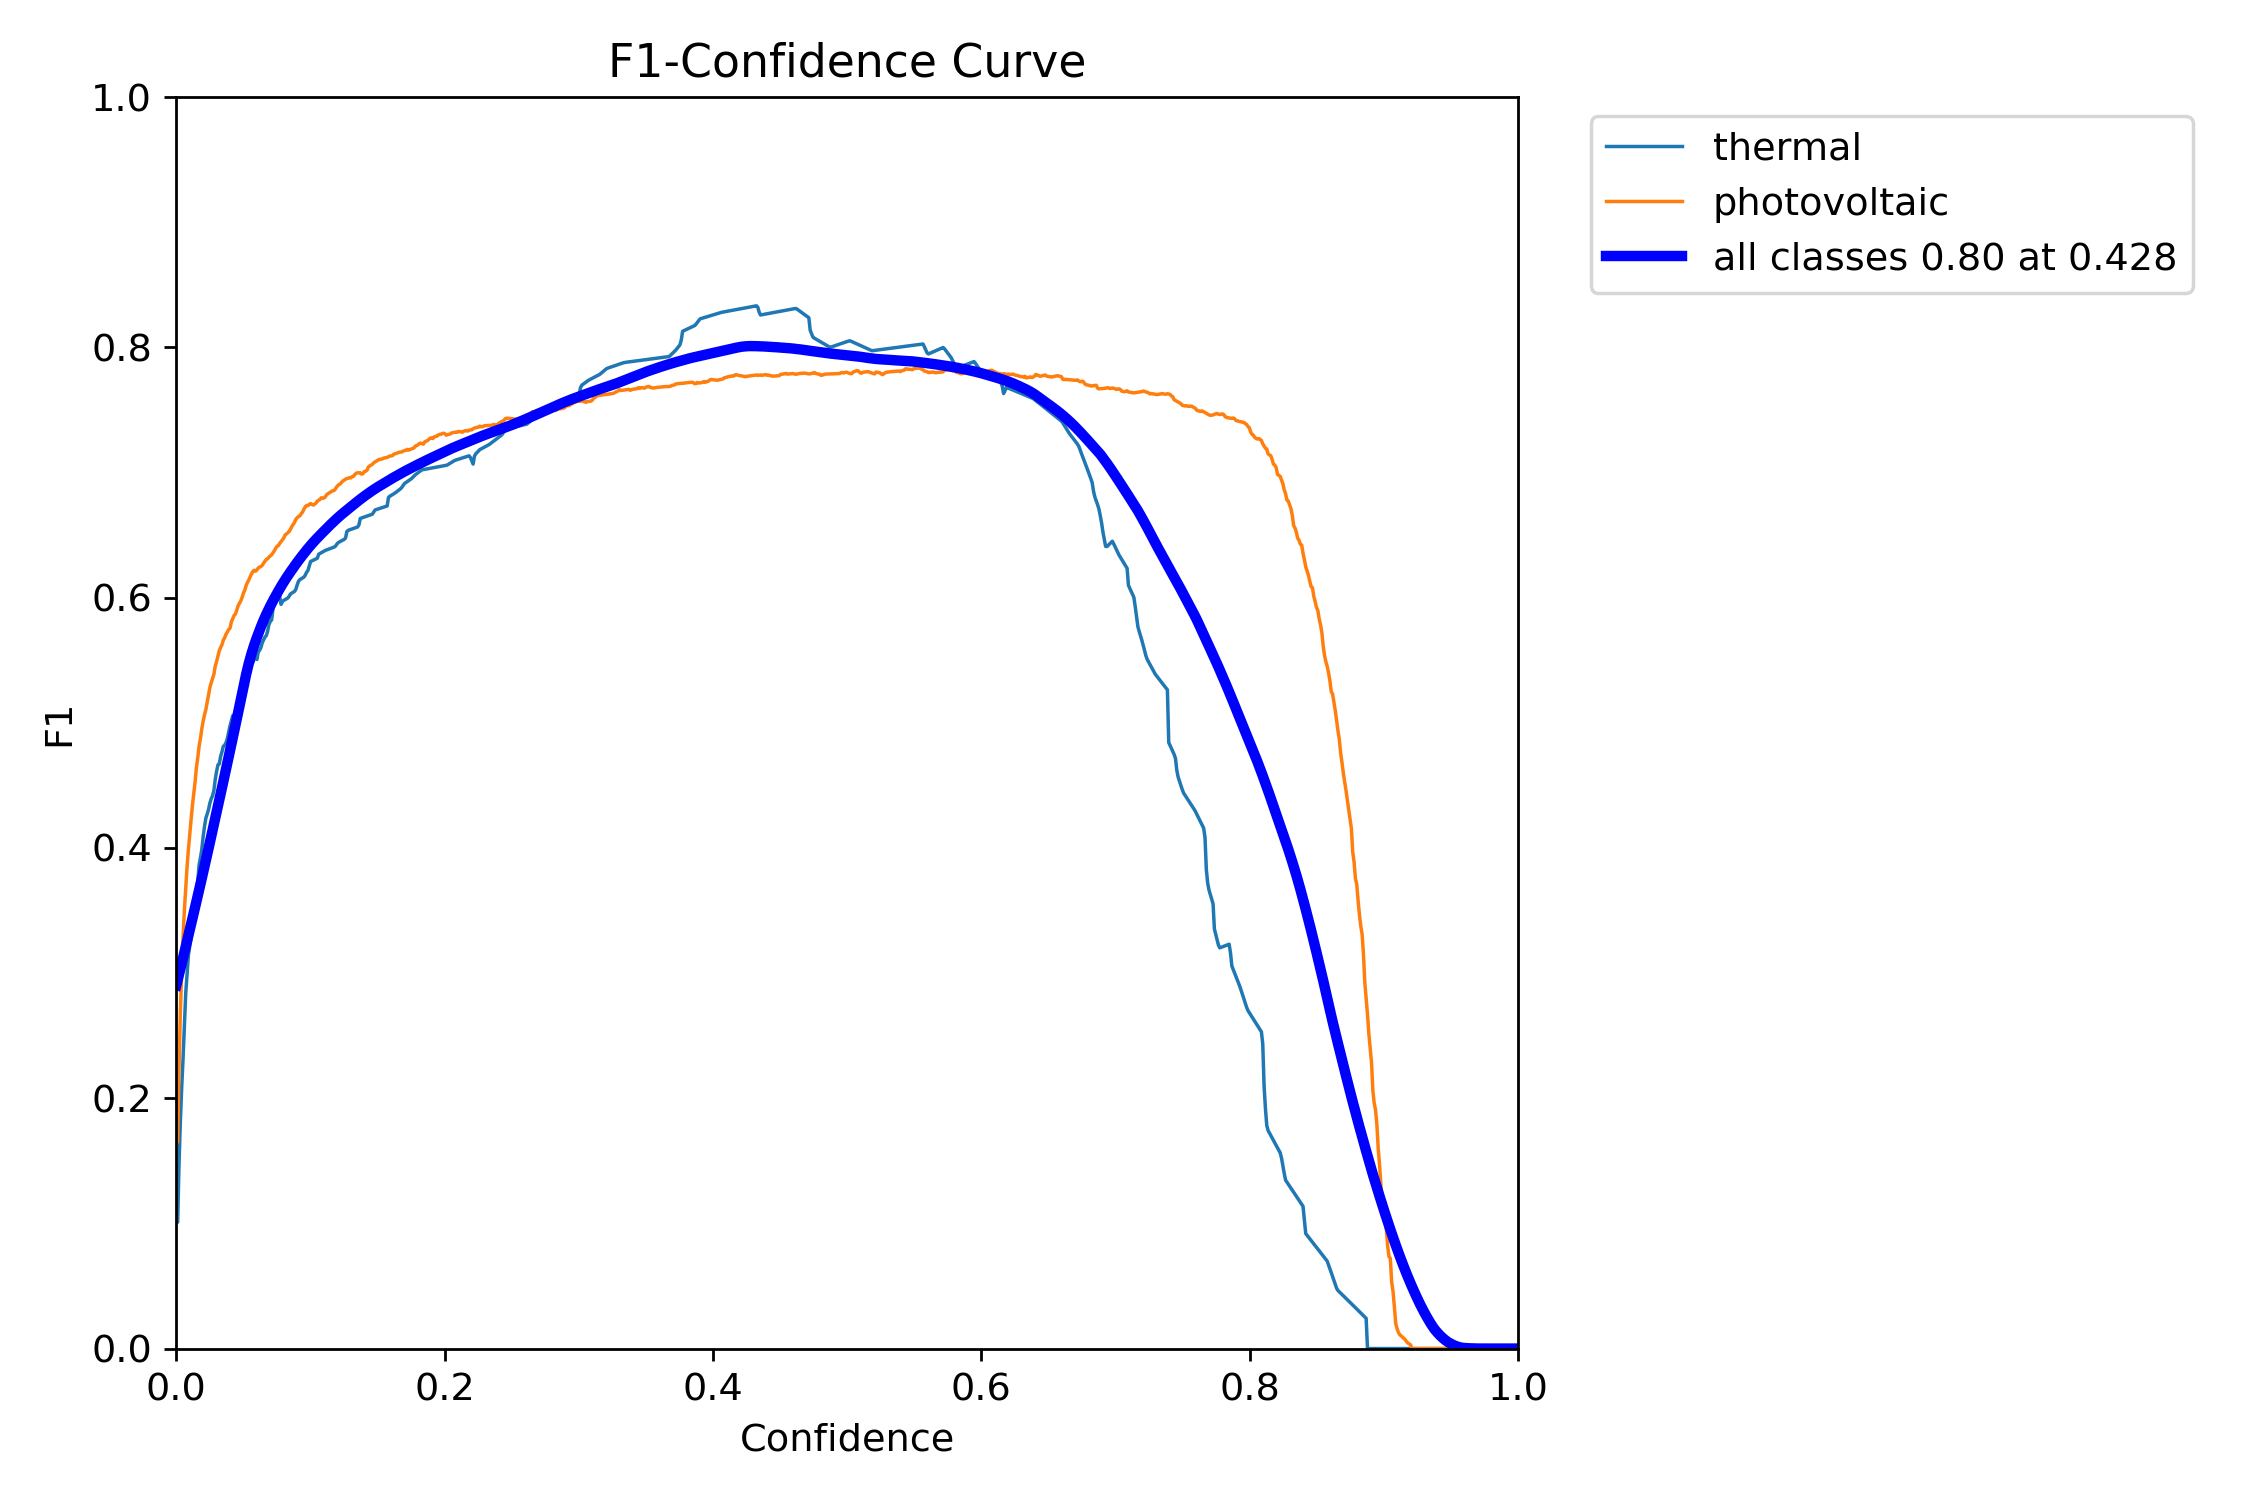 F1-Confidence Curve
1.0
0.8
0.6
0.4
0.2
0.0
F1
0.0 0.2 0.4 0.6 0.8 1.0
Confidence
thermal
photovoltaic
all classes 0.80 at 0.428